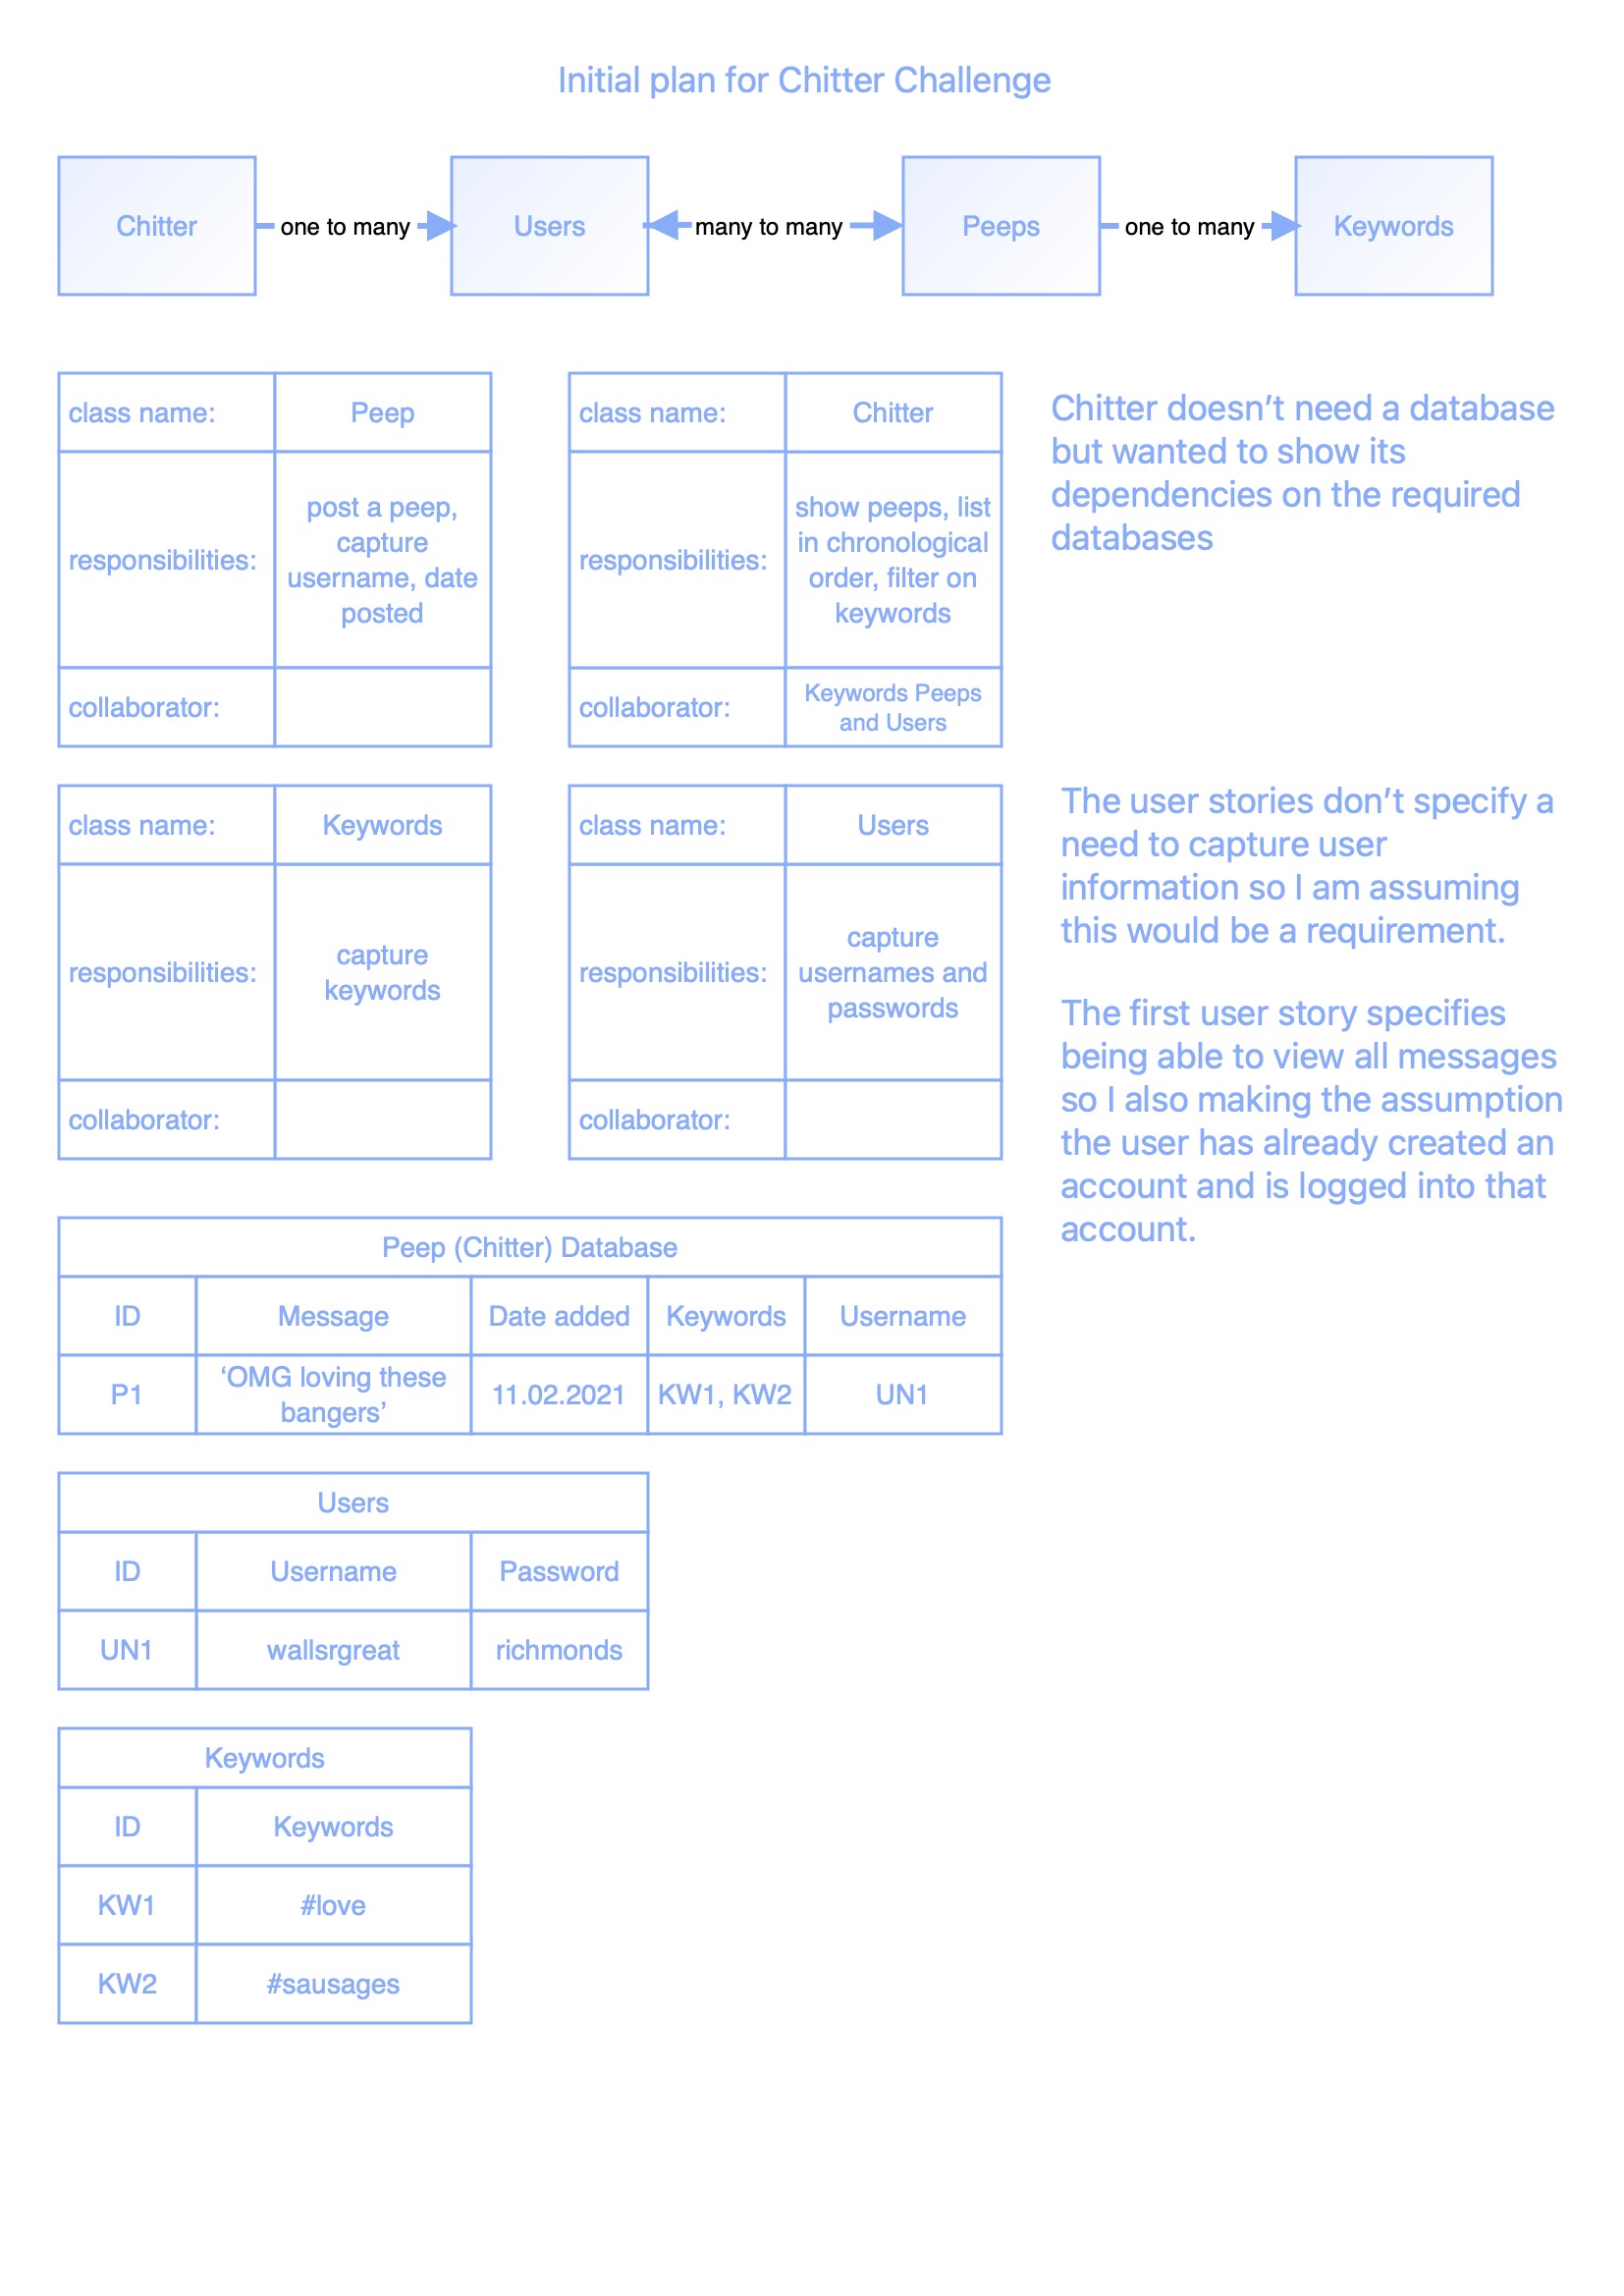 Initial plan for Chitter Challenge
Chitter
one to many
Users
many to many
Peeps
one to many
Keywords
class name:
Peep
responsibilities:
post a peep,
capture
username, date
posted
collaborator:
class name:
Chitter
responsibilities:
show peeps, list
in chronological
order, filter on
keywords
collaborator:
Keywords Peeps
and Users
Chitter doesn’t need a database
but wanted to show its
dependencies on the required
databases
class name:
Keywords
responsibilities:
capture
keywords
collaborator:
class name:
Users
responsibilities:
capture
usernames and
passwords
collaborator:
The user stories don’t specify a
need to capture user
information so I am assuming
this would be a requirement.
The first user story specifies
being able to view all messages
so I also making the assumption
the user has already created an
account and is logged into that
account.
Peep (Chitter) Database
ID
Message
Date added
Keywords
Username
P1
‘OMG loving these
bangers’
11.02.2021
KW1, KW2
UN1
Users
ID
Username
Password
UN1
wallsrgreat
richmonds
Keywords
ID
Keywords
KW1
#love
KW2
#sausages